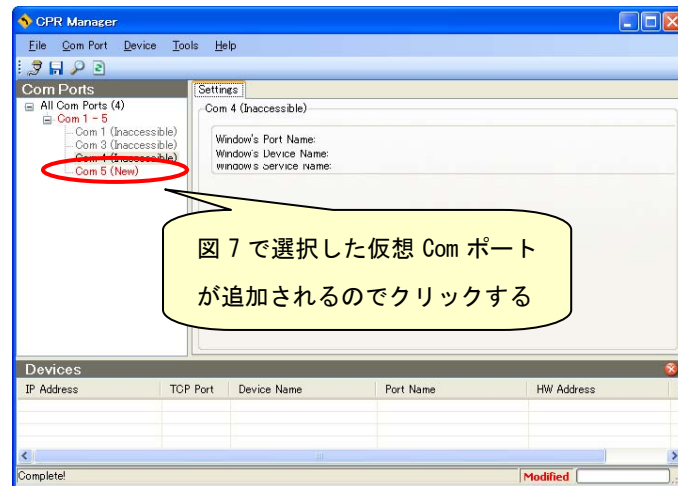 CPR Manager
File Com Port Device Tools Help
Com Ports
All Com Ports (4)
Com 1 - 5
Com 1 (Inaccessible)
Com 3 (Inaccessible)
Com 4 (Inaccessible)
Com 5 (New)
Settings
Com 4 (Inaccessible)
Window's Port Name:
Window's Device Name:
Window's Service Name:
図 7 で選択した仮想 Com ポート
が追加されるのでクリックする
Devices
IP Address TCP Port Device Name Port Name HW Address
Complete! Modified